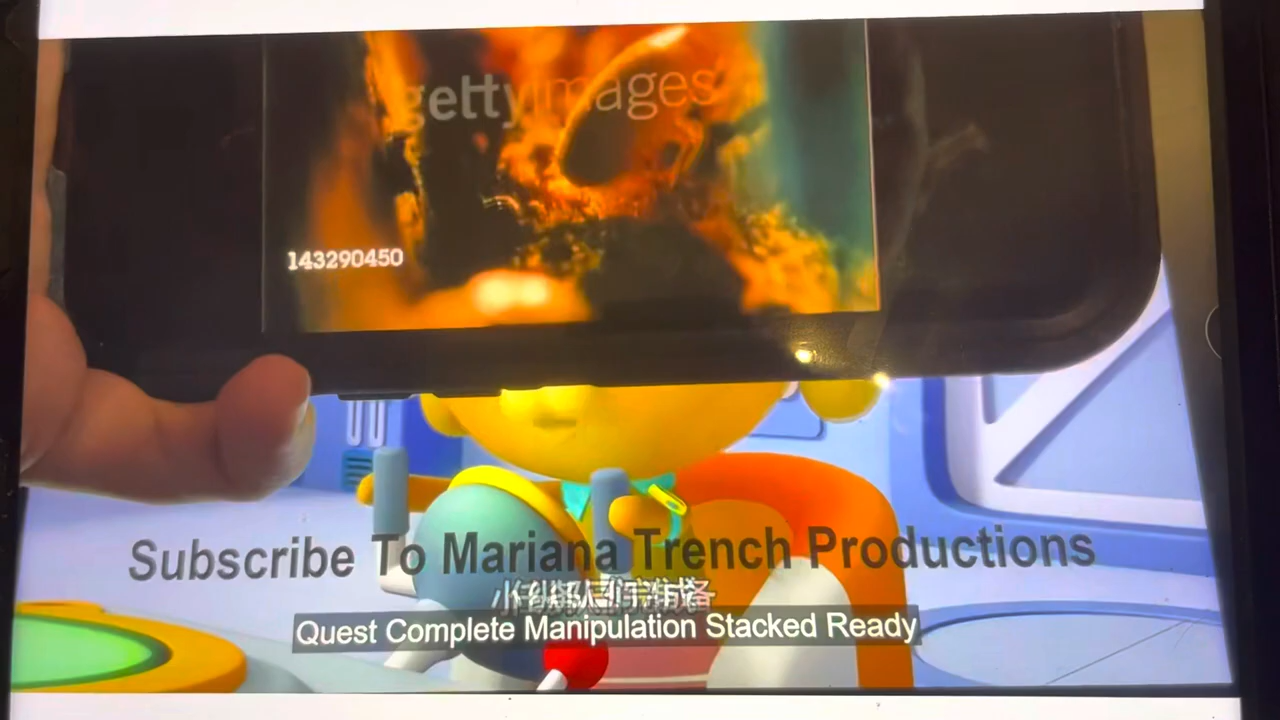 gettyimages
143290450
Subscribe To Mariana Trench Productions
Quest Complete Manipulation Stacked Ready